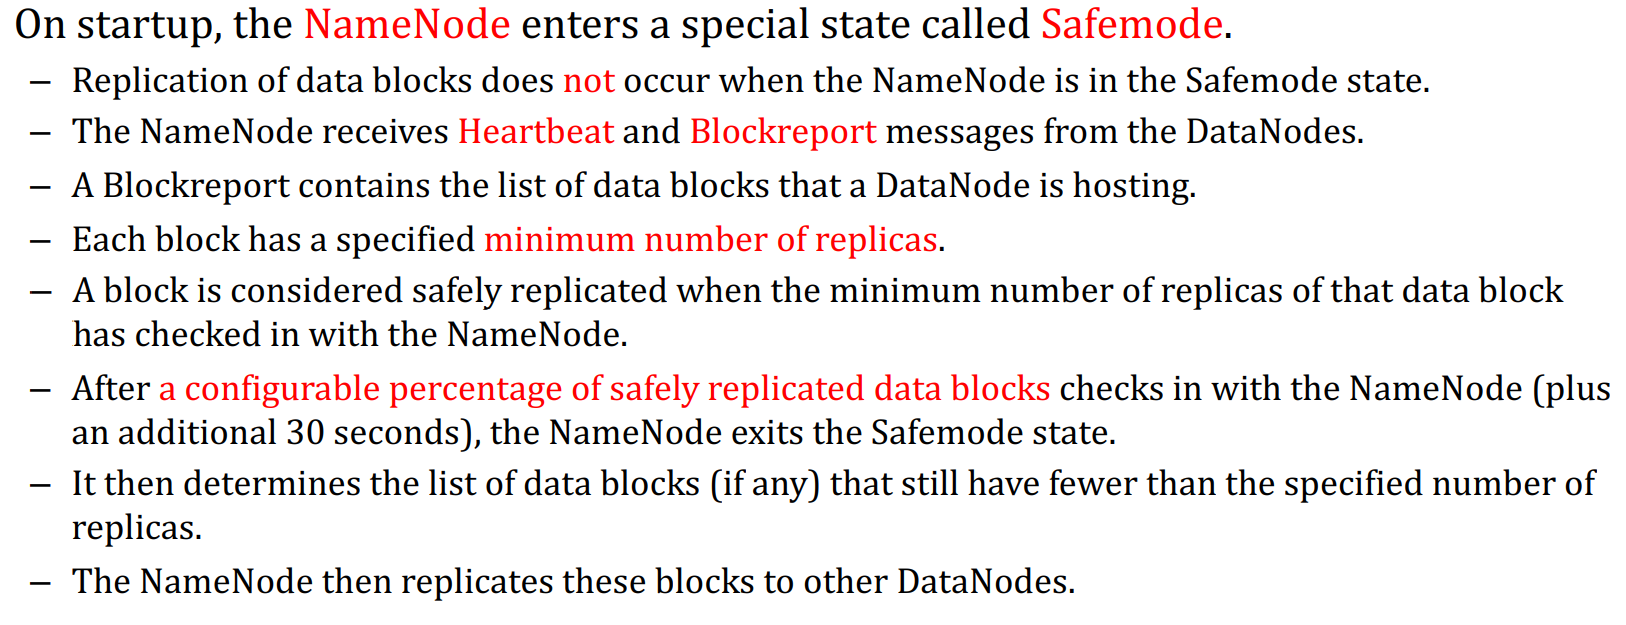 On startup, the NameNode enters a special state called Safemode.
– Replication of data blocks does not occur when the NameNode is in the Safemode state.
– The NameNode receives Heartbeat and Blockreport messages from the DataNodes.
– A Blockreport contains the list of data blocks that a DataNode is hosting.
– Each block has a specified minimum number of replicas.
– A block is considered safely replicated when the minimum number of replicas of that data block
has checked in with the NameNode.
– After a configurable percentage of safely replicated data blocks checks in with the NameNode (plus
an additional 30 seconds), the NameNode exits the Safemode state.
– It then determines the list of data blocks (if any) that still have fewer than the specified number of
replicas.
– The NameNode then replicates these blocks to other DataNodes.